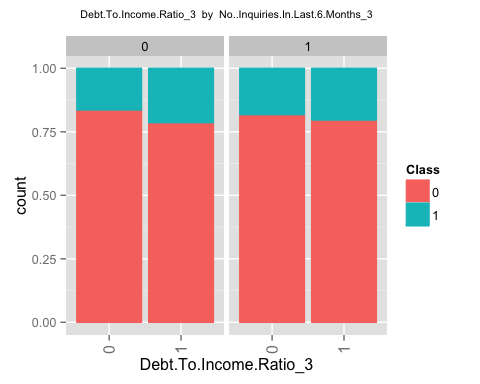 Debt.To.Income.Ratio_3 by No..Inquiries.In.Last.6.Months_3
0 1
1.00
0.75
0.50
0.25
0.00
count
0 1 0 1
Debt.To.Income.Ratio_3
Class
0
1